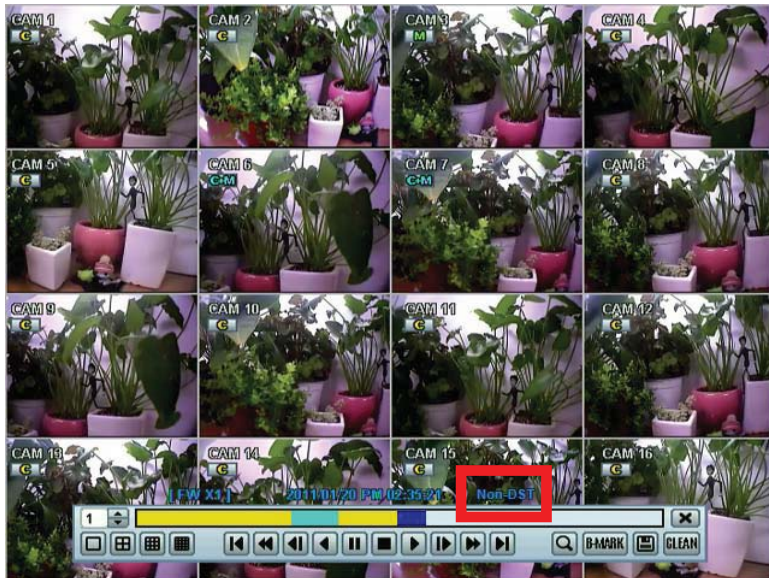 CAM 1 CAM 2 CAM 3 CAM 4
C C M C
CAM 5 CAM 6 CAM 7 CAM 8
C C+M C+M C
CAM 9 CAM 10 CAM 11 CAM 12
C C C C
CAM 13 CAM 14 CAM 15 CAM 16
C C C C
[ FW X1 ] 2011/01/20 PM 02:35:21 Non-DST
1
B-MARK CLEAN